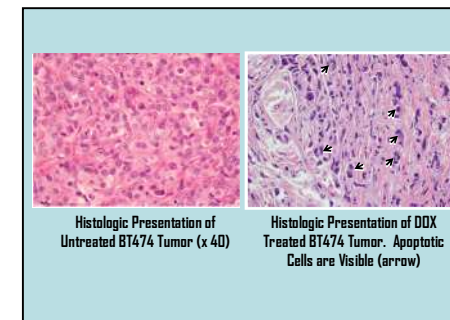 Histologic Presentation of
Untreated BT474 Tumor (x 40)
Histologic Presentation of DOX
Treated BT474 Tumor. Apoptotic
Cells are Visible (arrow)